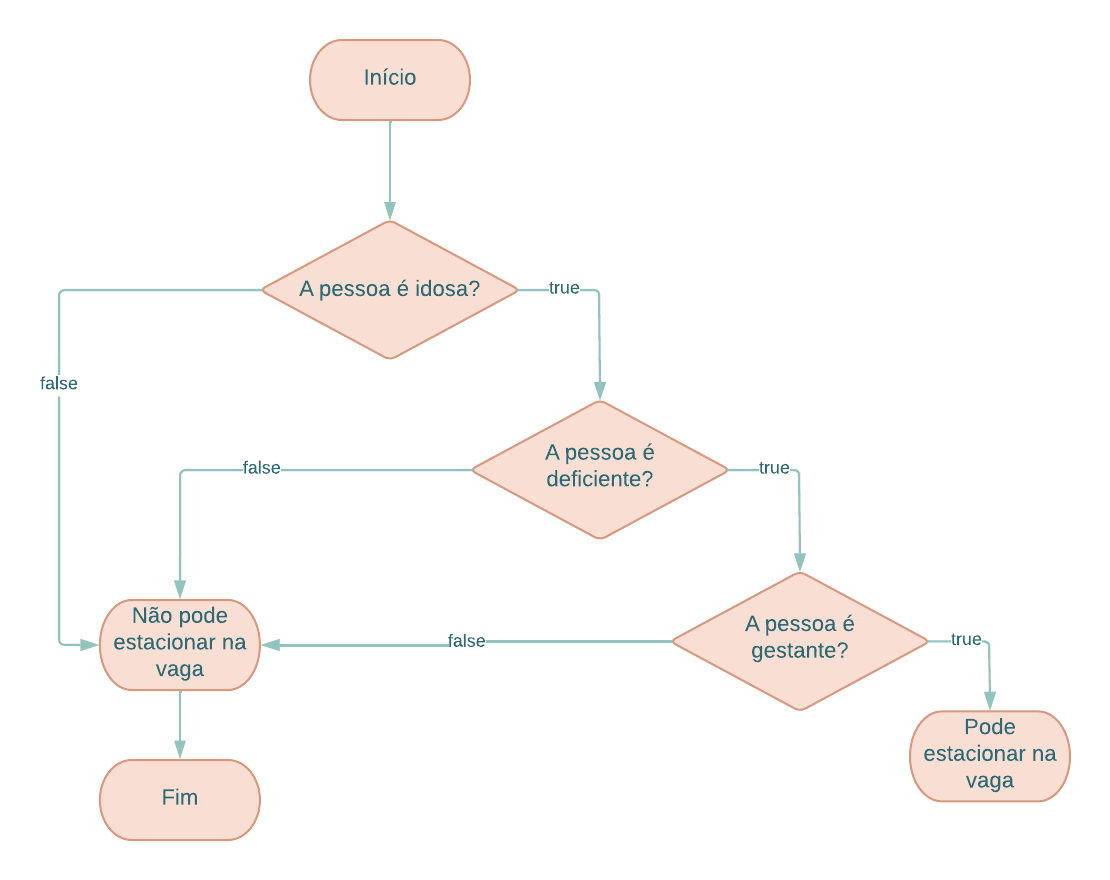 Início
A pessoa é idosa?
true
false
A pessoa é
deficiente?
false
true
Não pode
estacionar na
vaga
A pessoa é
gestante?
false
true
Pode
estacionar na
vaga
Fim